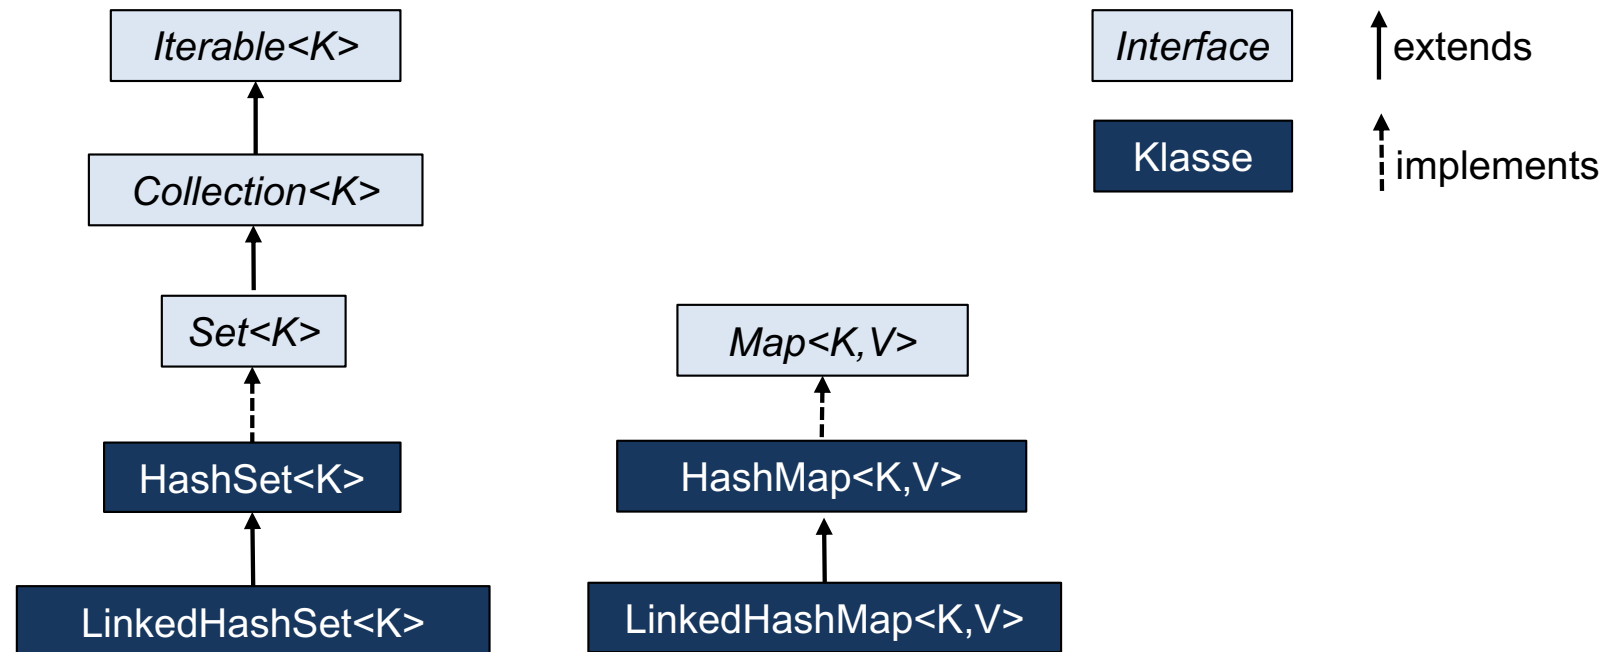 Iterable<K>
Collection<K>
Set<K>
HashSet<K>
LinkedHashSet<K>
Map<K,V>
HashMap<K,V>
LinkedHashMap<K,V>
Interface
extends
Klasse
implements